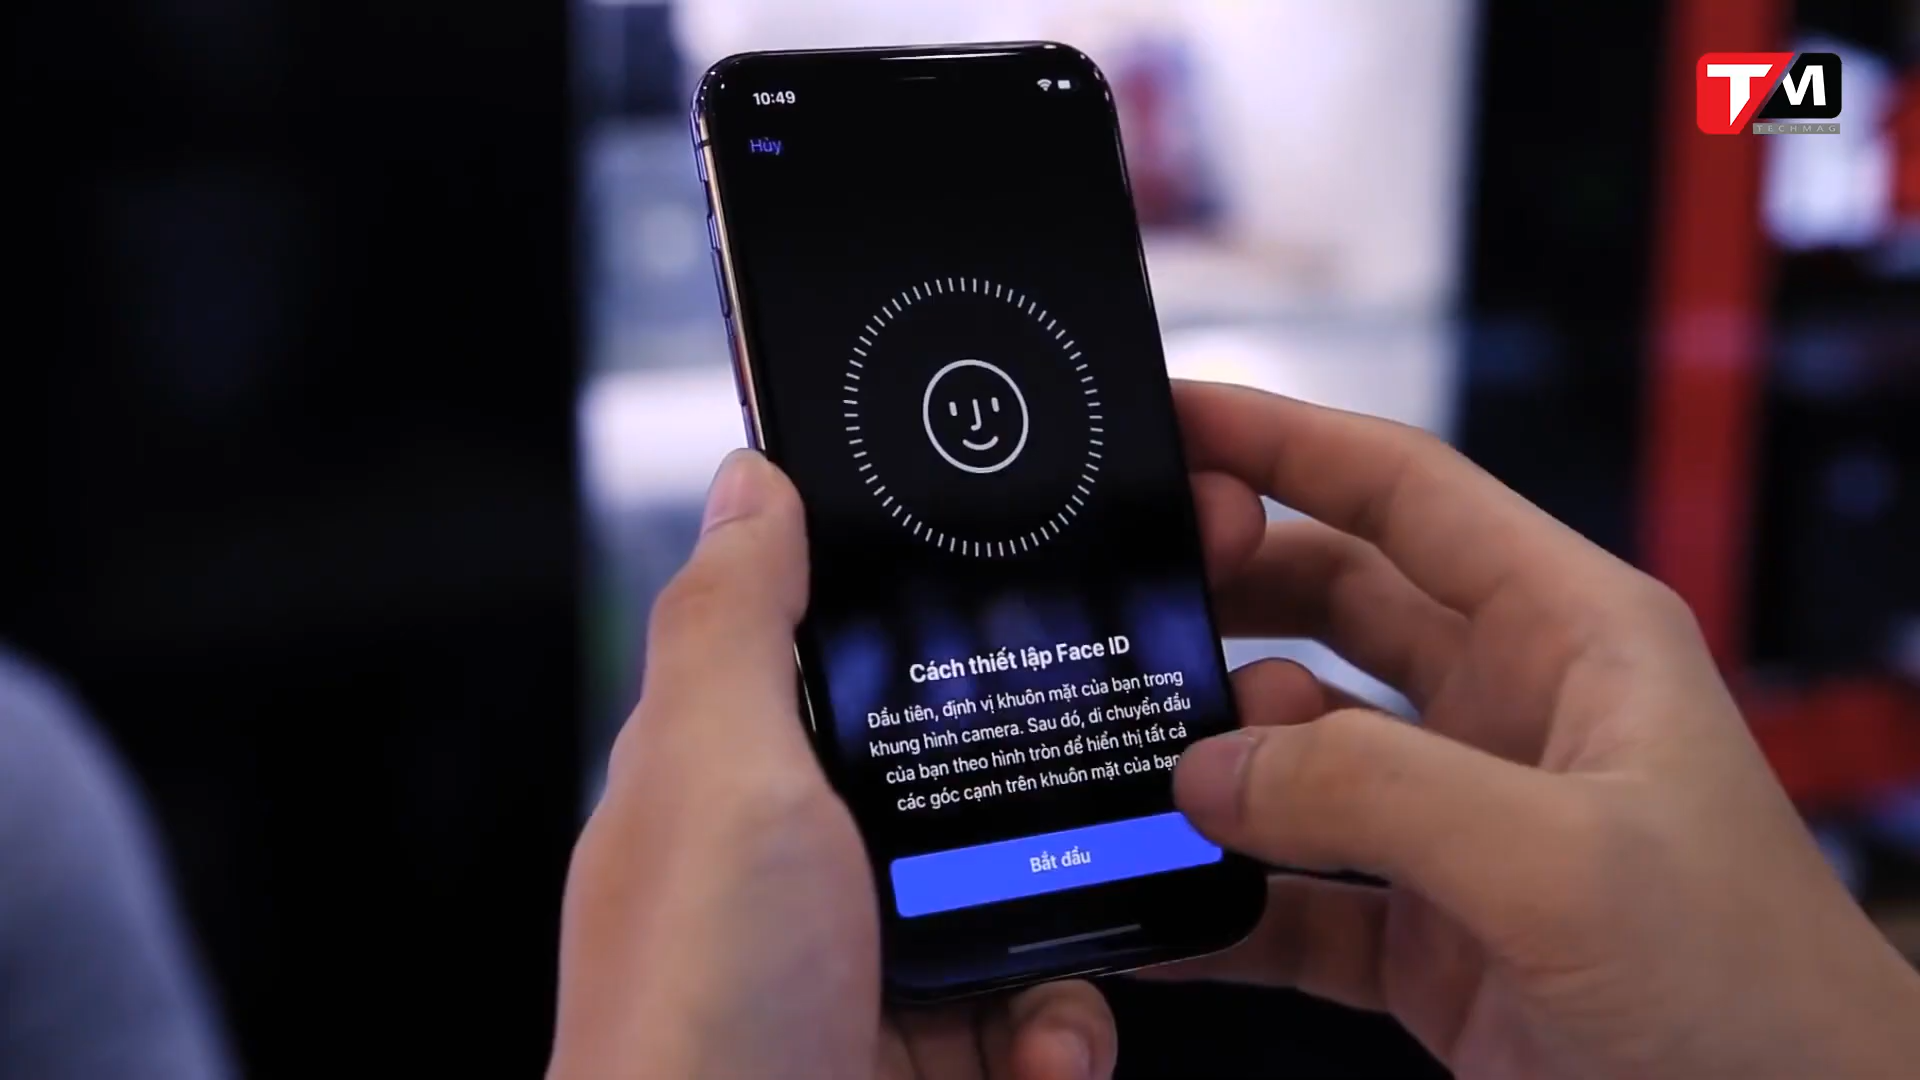 TM
TECHMAG
10:49
Hủy
Cách thiết lập Face ID
Đầu tiên, định vị khuôn mặt của bạn trong
khung hình camera. Sau đó, di chuyển đầu
của bạn theo hình tròn để hiển thị tất cả
các góc cạnh trên khuôn mặt của bạn
Bắt đầu